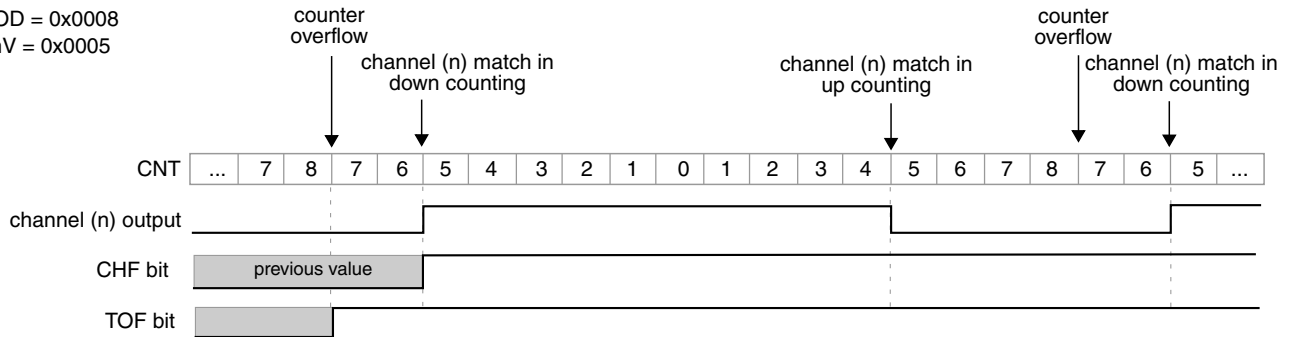 OD = 0x0008
nV = 0x0005
counter
overflow
channel (n) match in
down counting
channel (n) match in
up counting
counter
overflow
channel (n) match in
down counting
CNT ... 7 8 7 6 5 4 3 2 1 0 1 2 3 4 5 6 7 8 7 6 5 ...
channel (n) output
CHF bit previous value
TOF bit